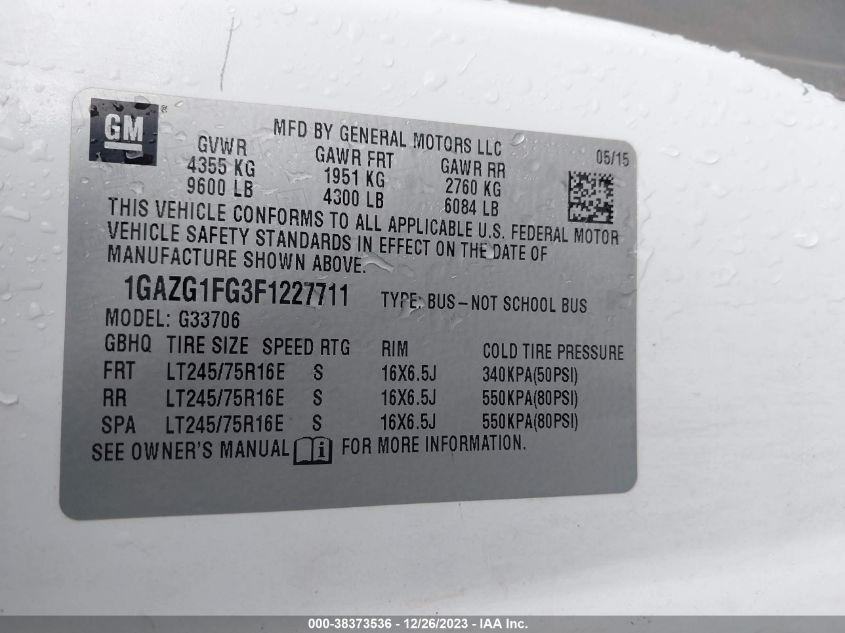 GM ®
MFD BY GENERAL MOTORS LLC
05/15
GVWR GAWR FRT GAWR RR
4355 KG 1951 KG 2760 KG
9600 LB 4300 LB 6084 LB
THIS VEHICLE CONFORMS TO ALL APPLICABLE U.S. FEDERAL MOTOR
VEHICLE SAFETY STANDARDS IN EFFECT ON THE DATE OF
MANUFACTURE SHOWN ABOVE.
1GAZG1FG3F1227711 TYPE: BUS-NOT SCHOOL BUS
MODEL: G33706
GBHQ TIRE SIZE SPEED RTG RIM COLD TIRE PRESSURE
FRT LT245/75R16E S 16X6.5J 340KPA(50PSI)
RR LT245/75R16E S 16X6.5J 550KPA(80PSI)
SPA LT245/75R16E S 16X6.5J 550KPA(80PSI)
SEE OWNER'S MANUAL i FOR MORE INFORMATION.
000-38373536 - 12/26/2023 - IAA Inc.